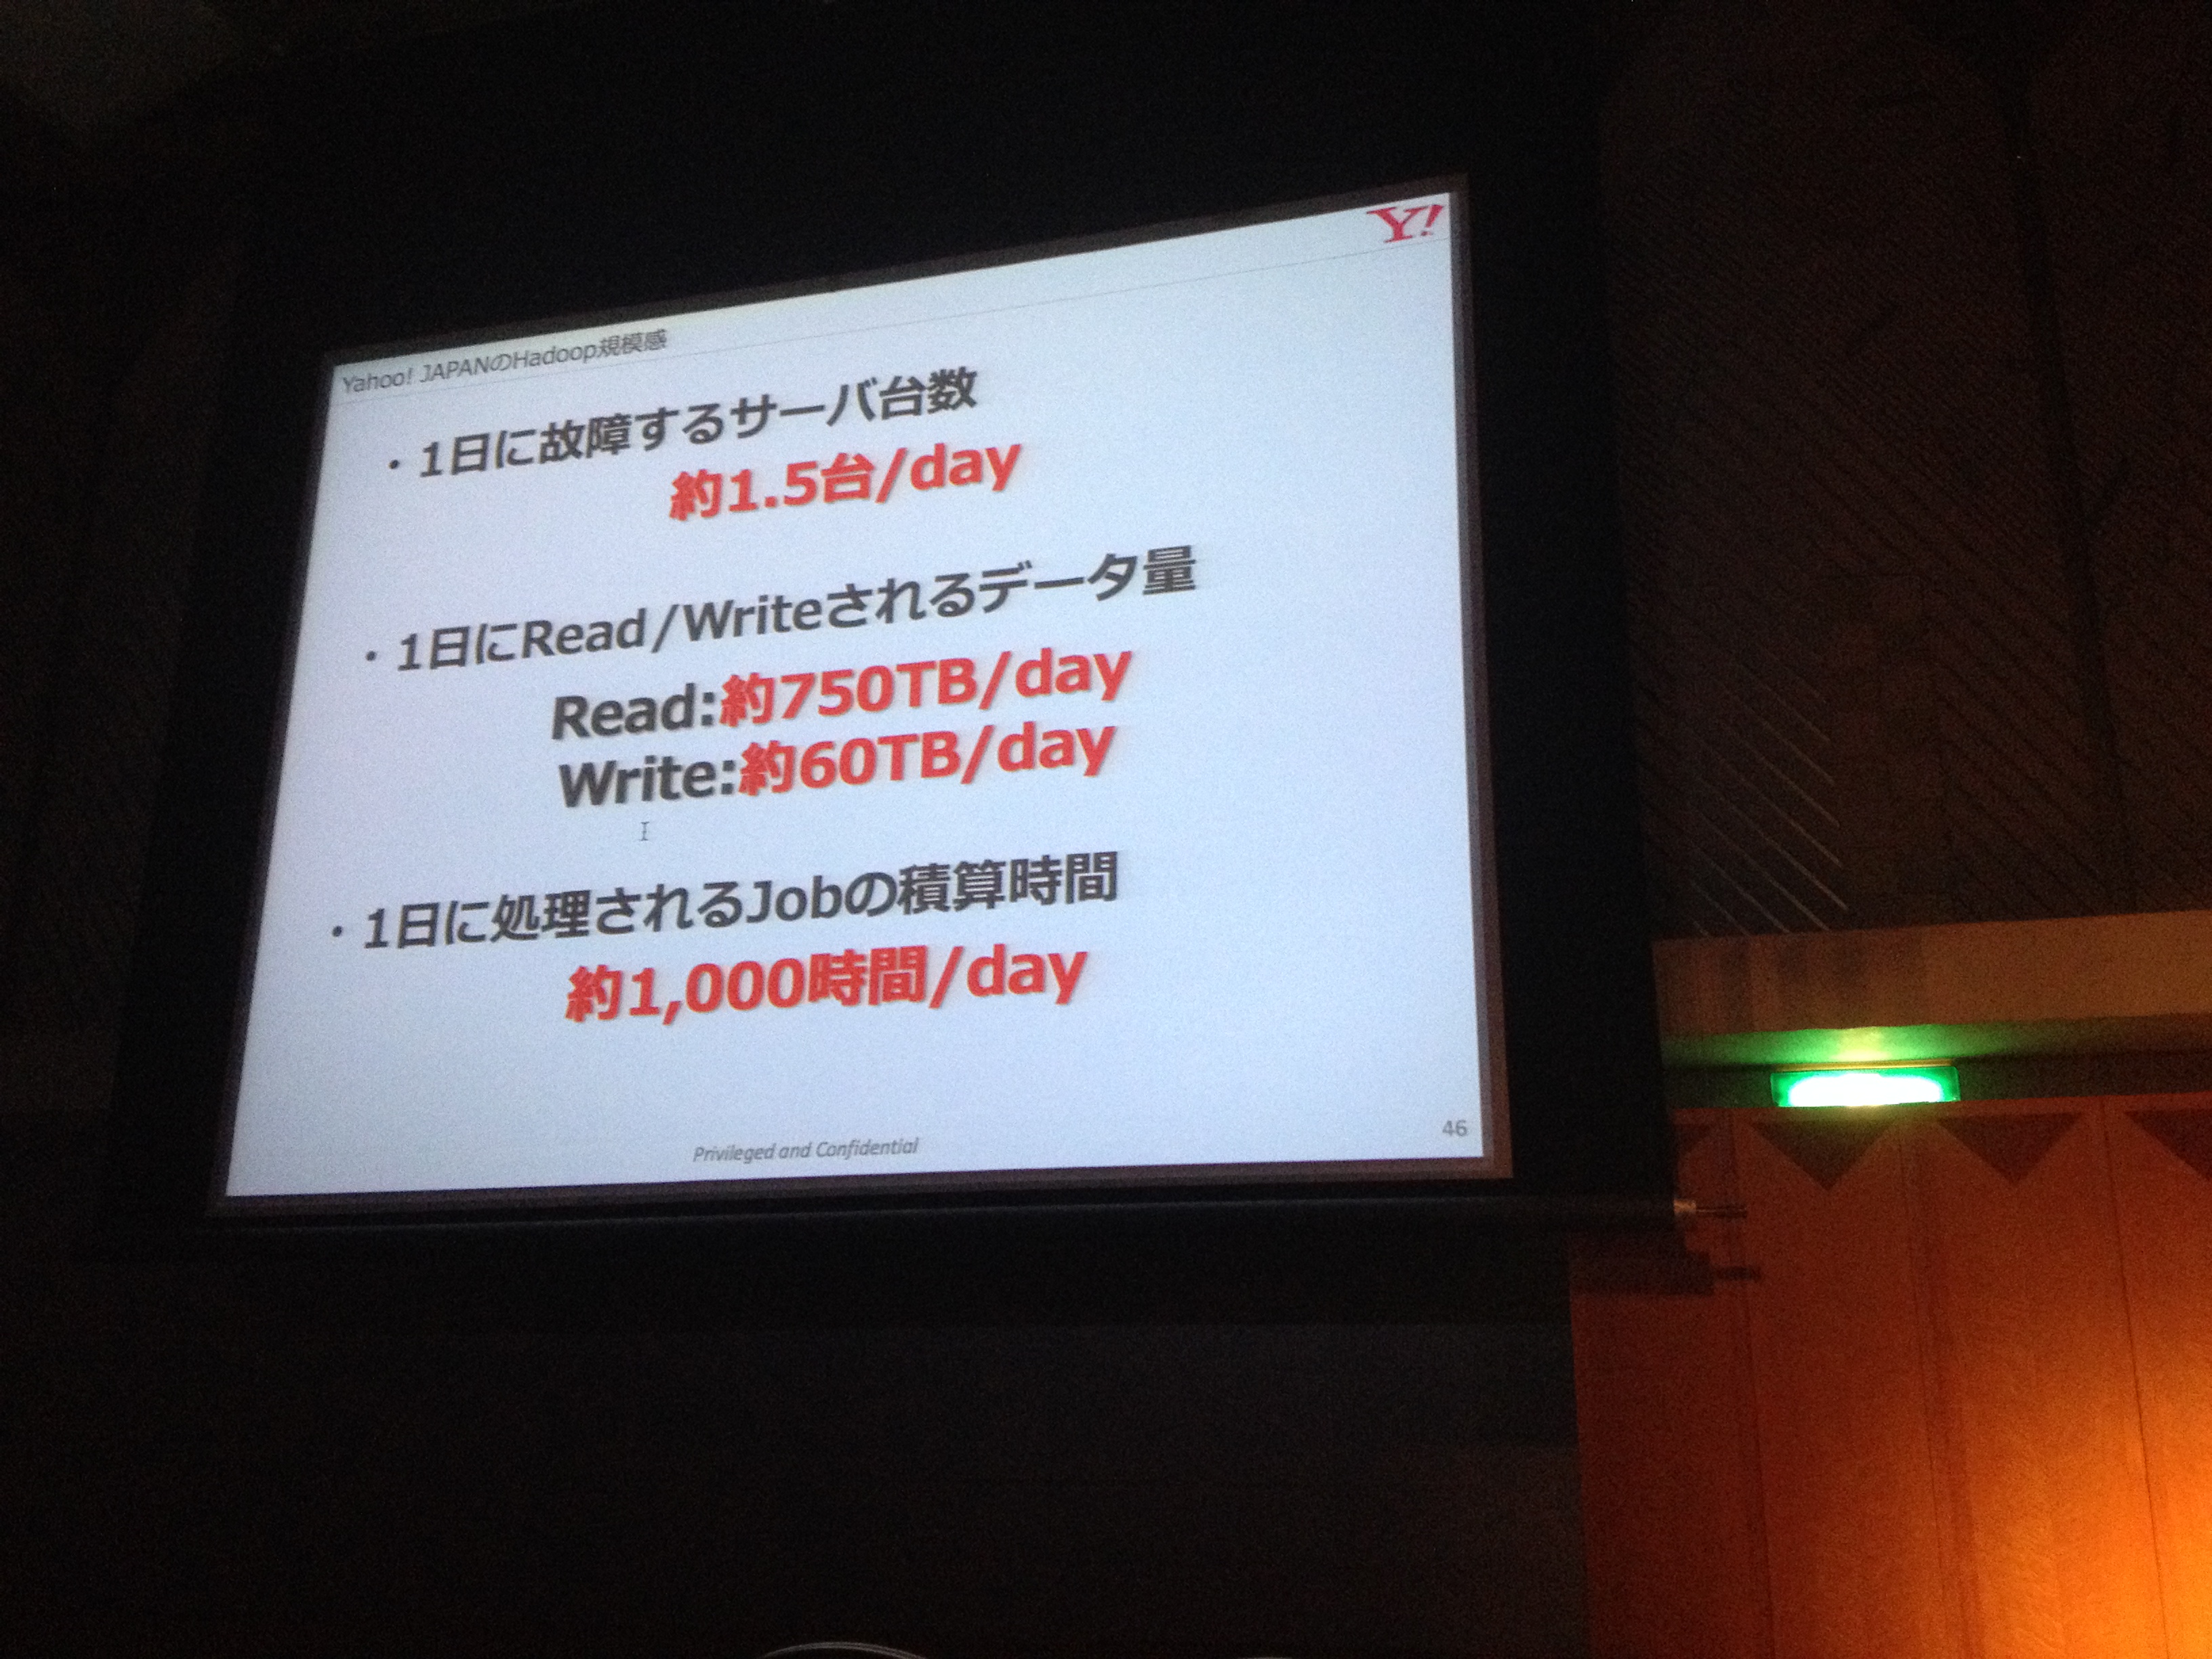 Y!
Yahoo! JAPANのHadoop規模感
・1日に故障するサーバ台数
約1.5台/day
・1日にRead/Writeされるデータ量
Read:約750TB/day
Write:約60TB/day
・1日に処理されるJobの積算時間
約1,000時間/day
Privileged and Confidential
46